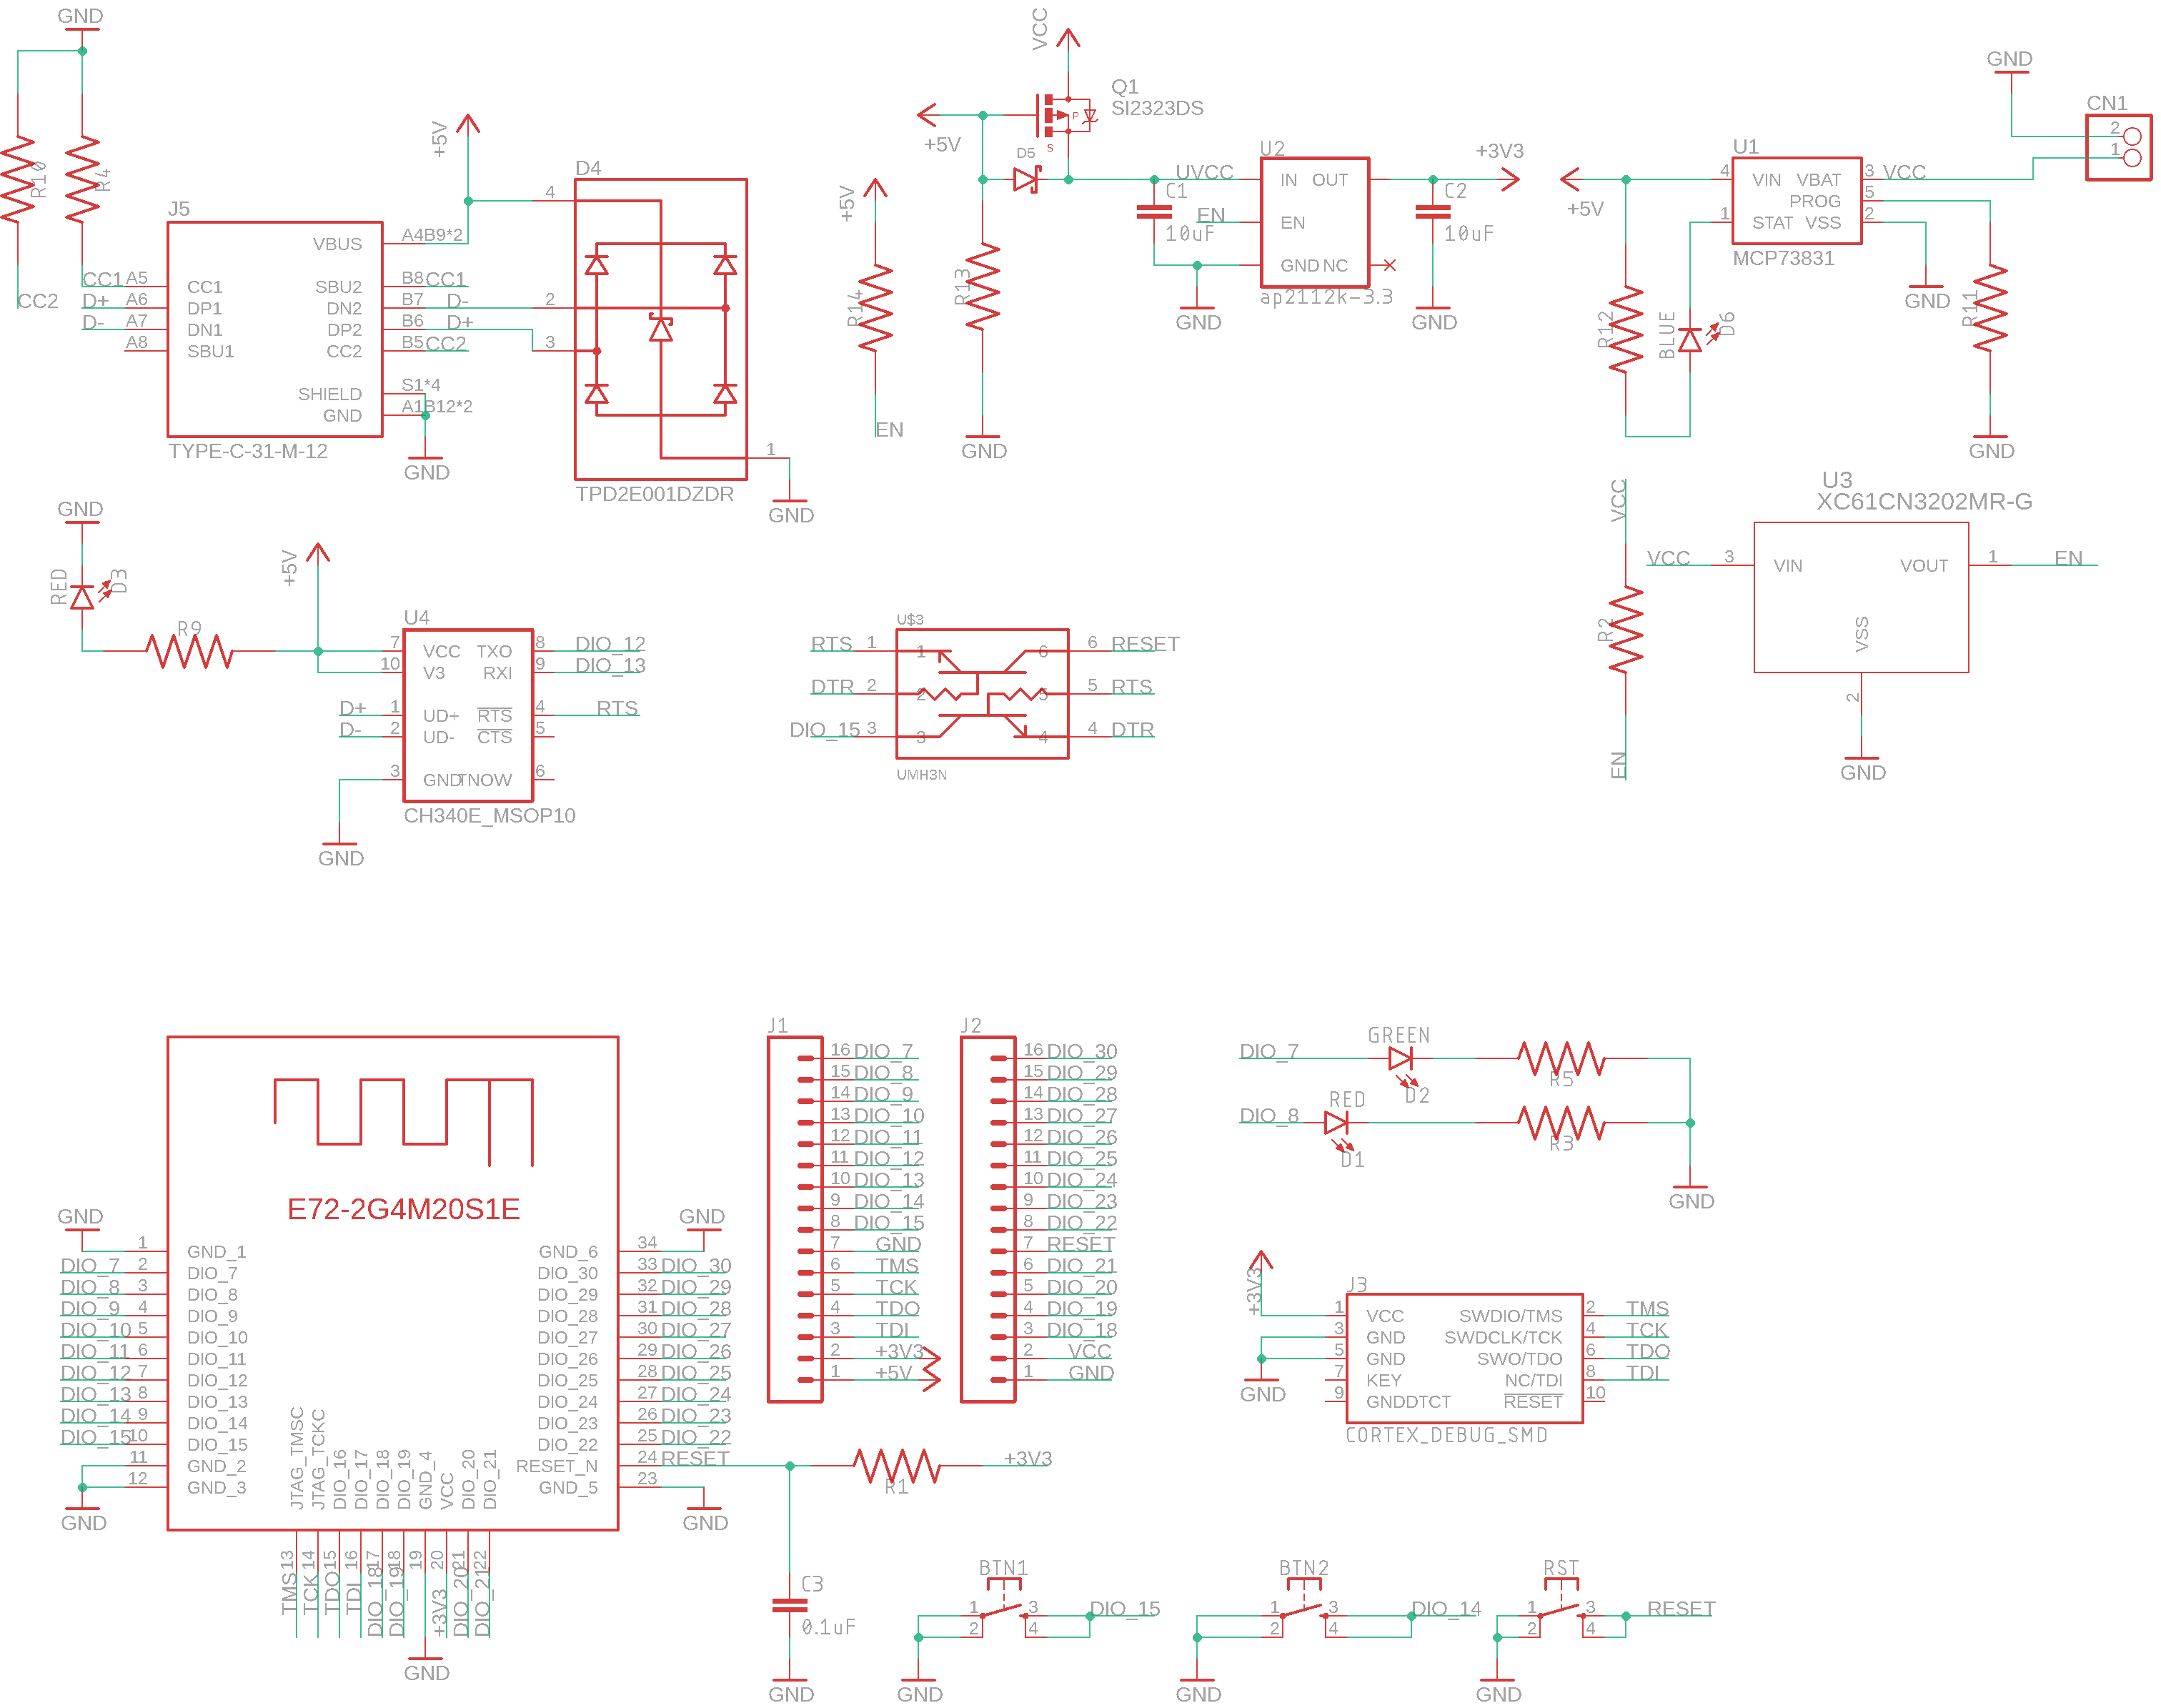 GND
R10
R4
CC2
J5
VBUS
A4B9*2
CC1
A5
CC1
SBU2
B8
CC1
D+
A6
DP1
DN2
B7
D-
D-
A7
DN1
DP2
B6
D+
A8
SBU1
CC2
B5
CC2
SHIELD
S1*4
GND
A1B12*2
TYPE-C-31-M-12
GND
+5V
D4
4
2
3
1
TPD2E001DZDR
GND
VCC
Q1
SI2323DS
P
S
+5V
D5
R13
GND
+5V
R14
EN
UVCC
C1
10uF
EN
GND
U2
IN OUT
EN
GND NC
ap2112k-3.3
+3V3
C2
10uF
GND
+5V
U1
4
VIN VBAT
3
VCC
PROG
5
1
STAT VSS
2
MCP73831
R12
BLUE
D6
GND
R11
GND
GND
CN1
2
1
GND
RED
D3
R9
+5V
U4
7
VCC TXO
8
DIO_12
10
V3 RXI
9
DIO_13
D+
1
UD+ RTS
4
RTS
D-
2
UD- CTS
5
3
GND TNOW
6
CH340E_MSOP10
GND
U$3
RTS
1
1
6
6
RESET
DTR
2
2
5
5
RTS
DIO_15
3
3
4
4
DTR
UMH3N
VCC
R2
EN
U3
XC61CN3202MR-G
VCC
3
VIN
VOUT
1
EN
VSS
2
GND
E72-2G4M20S1E
GND
1
GND_1
DIO_7
2
DIO_7
DIO_8
3
DIO_8
DIO_9
4
DIO_9
DIO_10
5
DIO_10
DIO_11
6
DIO_11
DIO_12
7
DIO_12
DIO_13
8
DIO_13
DIO_14
9
DIO_14
DIO_15
10
DIO_15
11
GND_2
12
GND_3
GND
GND
GND_6
34
DIO_30
33
DIO_30
DIO_29
32
DIO_29
DIO_28
31
DIO_28
DIO_27
30
DIO_27
DIO_26
29
DIO_26
DIO_25
28
DIO_25
DIO_24
27
DIO_24
DIO_23
26
DIO_23
DIO_22
25
DIO_22
RESET_N
24
RESET
GND_5
23
GND
JTAG_TMSC
13
TMS
JTAG_TCKC
14
TCK
DIO_16
15
TDO
DIO_17
16
TDI
DIO_18
17
DIO_18
DIO_19
18
DIO_19
GND_4
19
GND
VCC
20
+3V3
DIO_20
21
DIO_20
DIO_21
22
DIO_21
R1
+3V3
C3
0.1uF
GND
J1
16 DIO_7
15 DIO_8
14 DIO_9
13 DIO_10
12 DIO_11
11 DIO_12
10 DIO_13
9 DIO_14
8 DIO_15
7 GND
6 TMS
5 TCK
4 TDO
3 TDI
2 +3V3
1 +5V
J2
16 DIO_30
15 DIO_29
14 DIO_28
13 DIO_27
12 DIO_26
11 DIO_25
10 DIO_24
9 DIO_23
8 DIO_22
7 RESET
6 DIO_21
5 DIO_20
4 DIO_19
3 DIO_18
2 VCC
1 GND
DIO_7
GREEN
D2
R5
DIO_8
RED
D1
R3
GND
+3V3
J3
1
VCC
SWDIO/TMS
2
TMS
3
GND
SWDCLK/TCK
4
TCK
5
GND
SWO/TDO
6
TDO
7
KEY
NC/TDI
8
TDI
9
GNDDTCT
RESET
10
GND
CORTEX_DEBUG_SMD
BTN1
1
3
DIO_15
2
4
GND
BTN2
1
3
DIO_14
2
4
GND
RST
1
3
RESET
2
4
GND